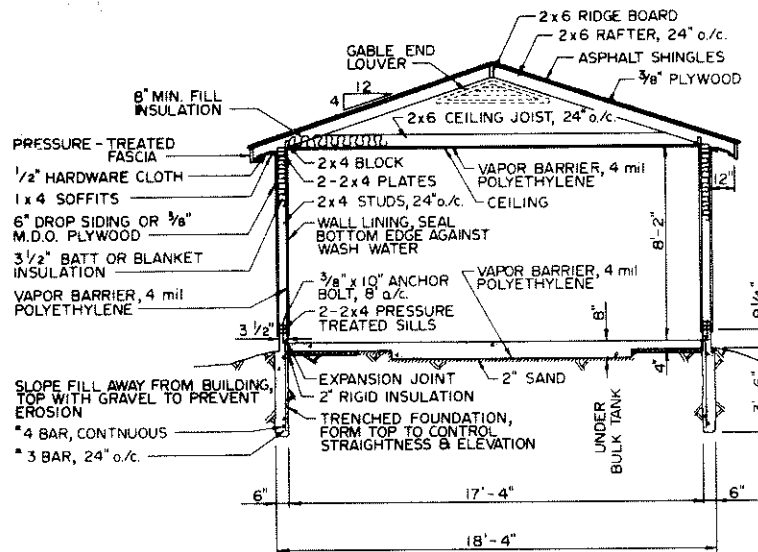 2x6 RIDGE BOARD
2x6 RAFTER, 24" o/c.
GABLE END
LOUVER
ASPHALT SHINGLES
3/8" PLYWOOD
12
4
8" MIN. FILL
INSULATION
2x6 CEILING JOIST, 24" o/c.
PRESSURE-TREATED
FASCIA
1/2" HARDWARE CLOTH
1x4 SOFFITS
6" DROP SIDING OR 3/8"
M.D.O. PLYWOOD
3 1/2" BATT OR BLANKET
INSULATION
VAPOR BARRIER, 4 mil
POLYETHYLENE
2x4 BLOCK
2-2x4 PLATES
2x4 STUDS, 24" o/c.
WALL LINING, SEAL
BOTTOM EDGE AGAINST
WASH WATER
VAPOR BARRIER, 4 mil
POLYETHYLENE
CEILING
12"
8'-2"
3/8" x 10" ANCHOR
BOLT, 8' o/c.
2-2x4 PRESSURE
TREATED SILLS
VAPOR BARRIER, 4 mil
POLYETHYLENE
3 1/2"
8"
4"
SLOPE FILL AWAY FROM BUILDING,
TOP WITH GRAVEL TO PREVENT
EROSION
#4 BAR, CONTNUOUS
#3 BAR, 24" o/c.
EXPANSION JOINT
2" RIGID INSULATION
TRENCHED FOUNDATION,
FORM TOP TO CONTROL
STRAIGHTNESS & ELEVATION
2" SAND
UNDER
BULK TANK
6"
17'-4"
6"
18'-4"